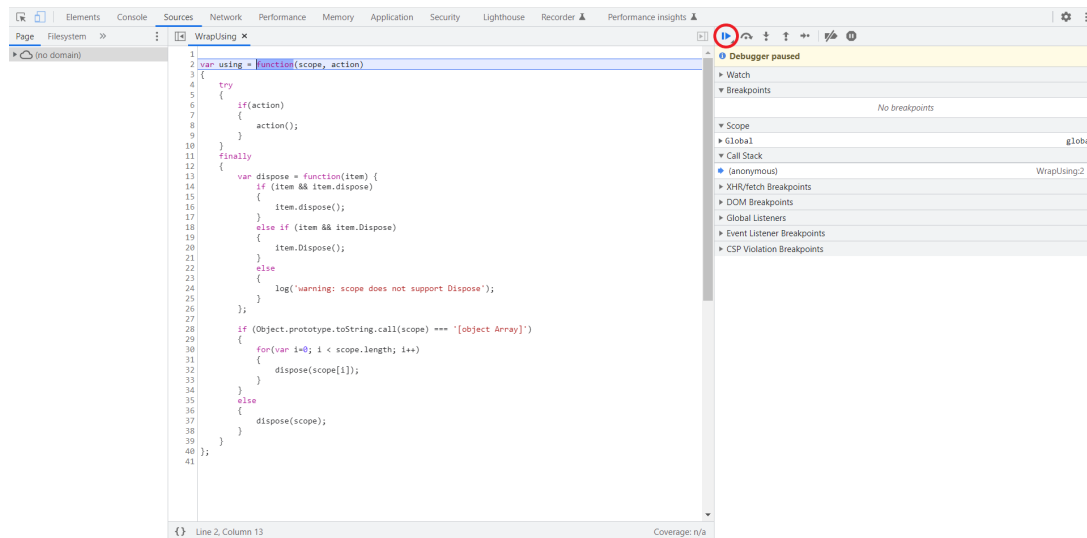 Elements Console Sources Network Performance Memory Application Security Lighthouse Recorder Performance insights
Page Filesystem »
WrapUsing ×
(no domain)
1
2 var using = function(scope, action)
3 {
4 try
5 {
6 if(action)
7 {
8 action();
9 }
10 }
11 finally
12 {
13 var dispose = function(item) {
14 if (item && item.dispose)
15 {
16 item.dispose();
17 }
18 else if (item && item.Dispose)
19 {
20 item.Dispose();
21 }
22 else
23 {
24 log('warning: scope does not support Dispose');
25 }
26 };
27
28 if (Object.prototype.toString.call(scope) === '[object Array]')
29 {
30 for(var i=0; i < scope.length; i++)
31 {
32 dispose(scope[i]);
33 }
34 }
35 else
36 {
37 dispose(scope);
38 }
39 }
40 };
41
{} Line 2, Column 13 Coverage: n/a
Debugger paused
Watch
Breakpoints
No breakpoints
Scope
Global globa
Call Stack
(anonymous) WrapUsing:2
XHR/fetch Breakpoints
DOM Breakpoints
Global Listeners
Event Listener Breakpoints
CSP Violation Breakpoints